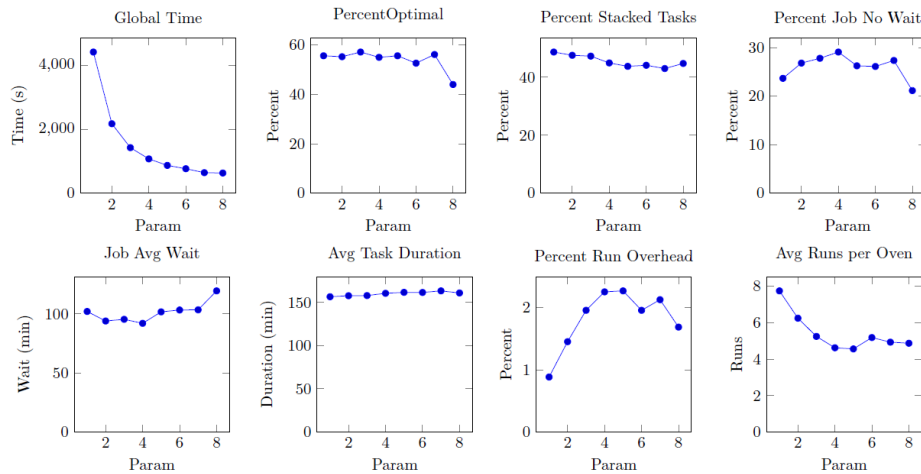 Global Time
4,000
2,000
0
Time (s)
2 4 6 8
Param
PercentOptimal
60
40
20
0
Percent
2 4 6 8
Param
Percent Stacked Tasks
40
20
0
Percent
2 4 6 8
Param
Percent Job No Wait
30
20
10
0
Percent
2 4 6 8
Param
Job Avg Wait
100
50
0
Wait (min)
2 4 6 8
Param
Avg Task Duration
150
100
50
0
Duration (min)
2 4 6 8
Param
Percent Run Overhead
2
1
0
Percent
2 4 6 8
Param
Avg Runs per Oven
8
6
4
2
0
Runs
2 4 6 8
Param